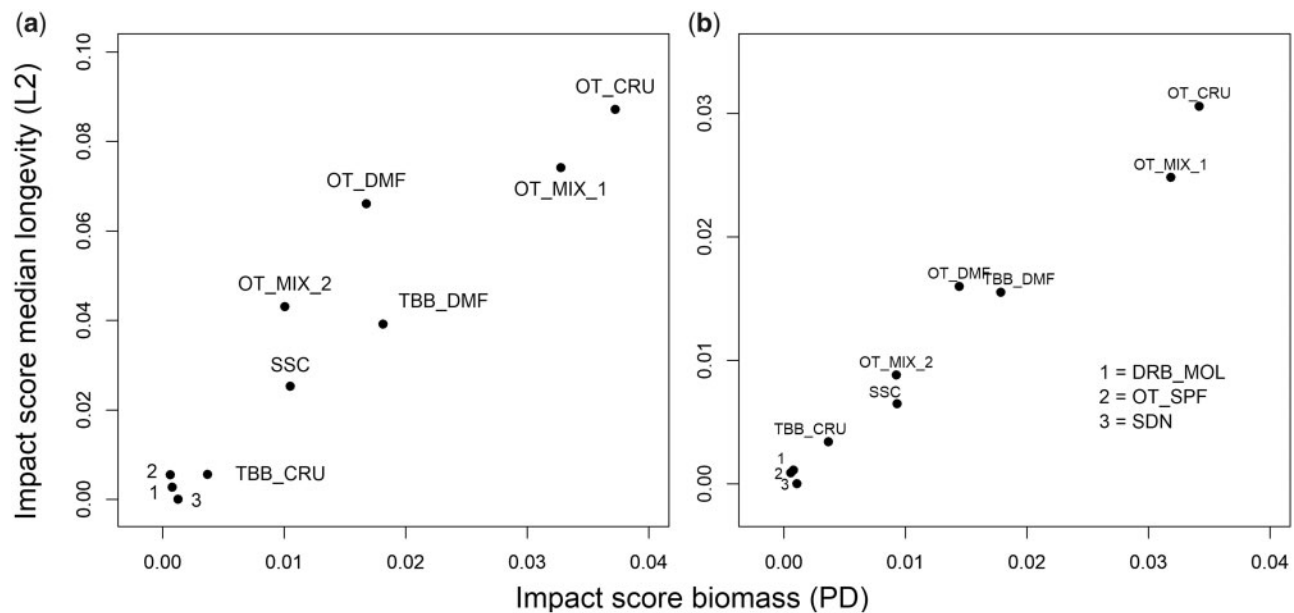 (a)
Impact score median longevity (L2)
0.10
0.08
0.06
0.04
0.02
0.00
OT_CRU
OT_MIX_1
OT_DMF
OT_MIX_2
TBB_DMF
SSC
2
TBB_CRU
1
3
0.00 0.01 0.02 0.03 0.04
(b)
0.03
0.02
0.01
0.00
OT_CRU
OT_MIX_1
OT_DMF
TBB_DMF
OT_MIX_2
SSC
TBB_CRU
1
2
3
1 = DRB_MOL
2 = OT_SPF
3 = SDN
0.00 0.01 0.02 0.03 0.04
Impact score biomass (PD)